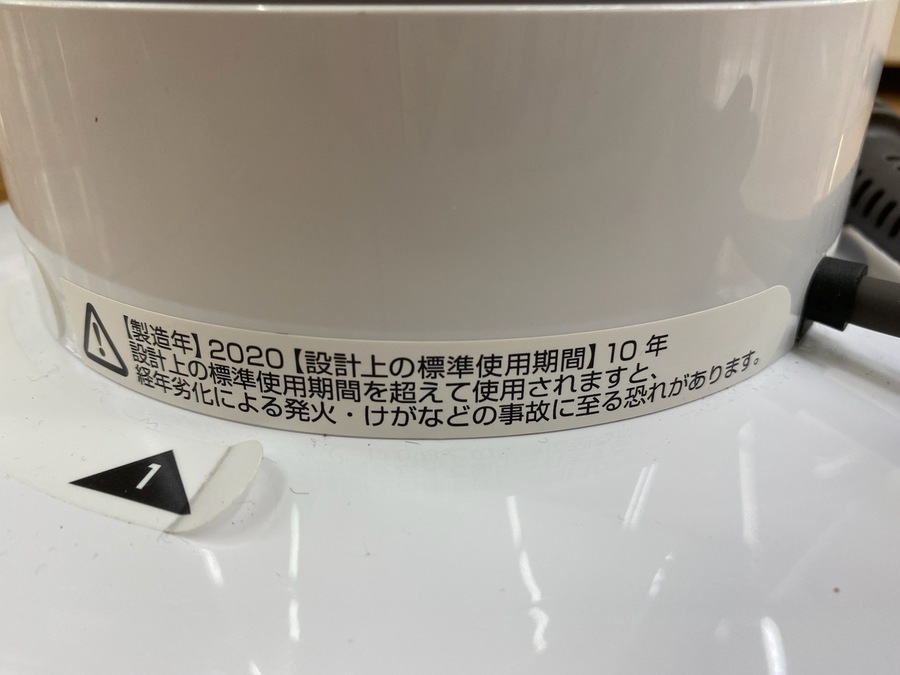 【製造年】2020【設計上の標準使用期間】10年
設計上の標準使用期間を超えて使用されますと、
経年劣化による発火・けがなどの事故に至る恐れがあります。
1